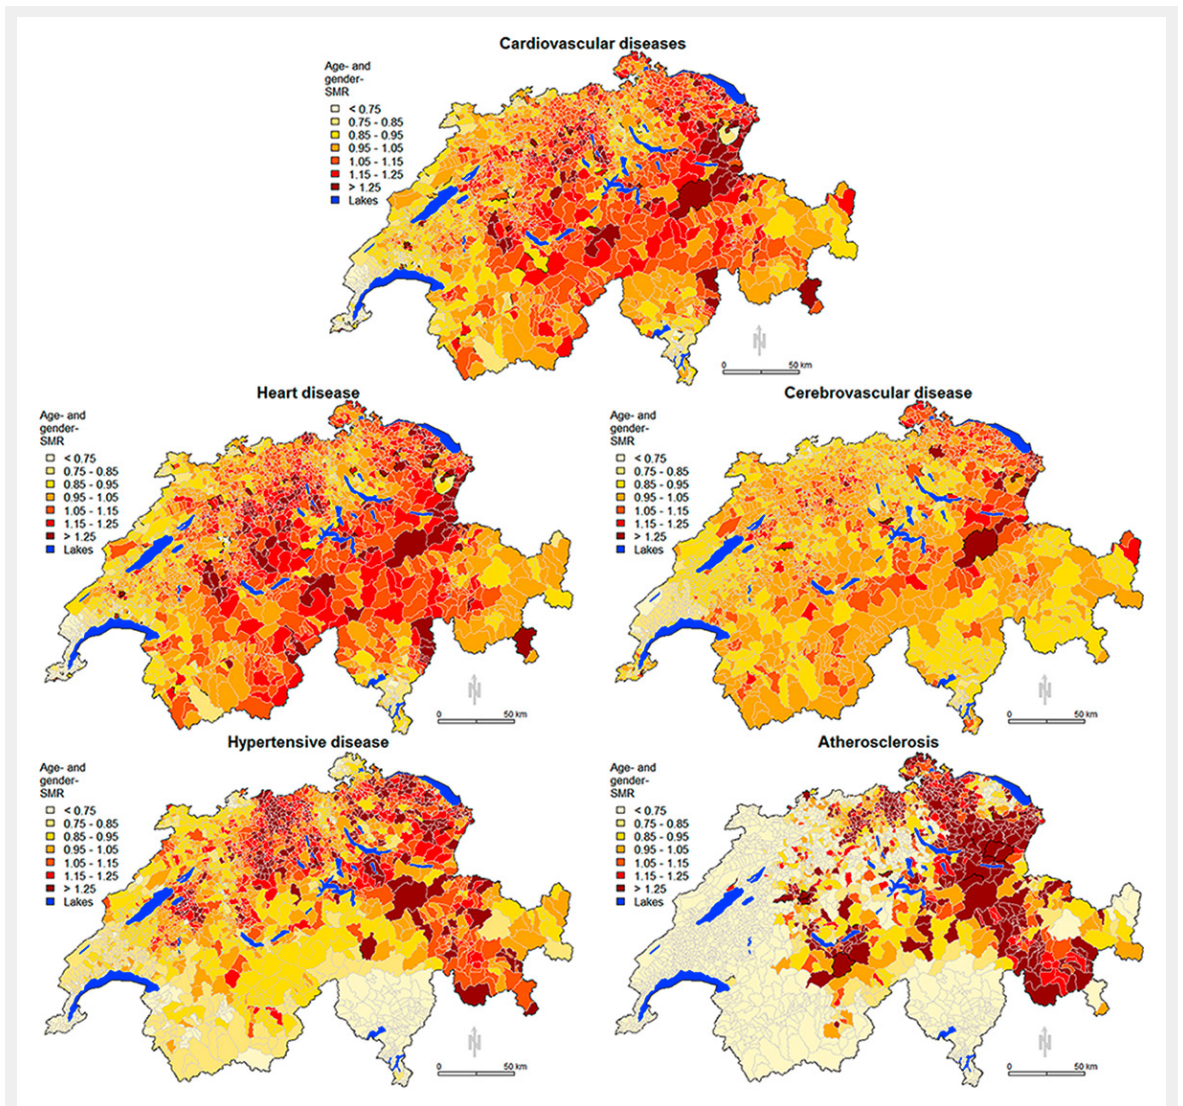 Cardiovascular diseases
Age- and
gender-
SMR
< 0.75
0.75 - 0.85
0.85 - 0.95
0.95 - 1.05
1.05 - 1.15
1.15 - 1.25
> 1.25
Lakes
N
0 50 km
Heart disease
Age- and
gender-
SMR
< 0.75
0.75 - 0.85
0.85 - 0.95
0.95 - 1.05
1.05 - 1.15
1.15 - 1.25
> 1.25
Lakes
N
0 50 km
Cerebrovascular disease
Age- and
gender-
SMR
< 0.75
0.75 - 0.85
0.85 - 0.95
0.95 - 1.05
1.05 - 1.15
1.15 - 1.25
> 1.25
Lakes
N
0 50 km
Hypertensive disease
Age- and
gender-
SMR
< 0.75
0.75 - 0.85
0.85 - 0.95
0.95 - 1.05
1.05 - 1.15
1.15 - 1.25
> 1.25
Lakes
N
0 50 km
Atherosclerosis
Age- and
gender-
SMR
< 0.75
0.75 - 0.85
0.85 - 0.95
0.95 - 1.05
1.05 - 1.15
1.15 - 1.25
> 1.25
Lakes
N
0 50 km